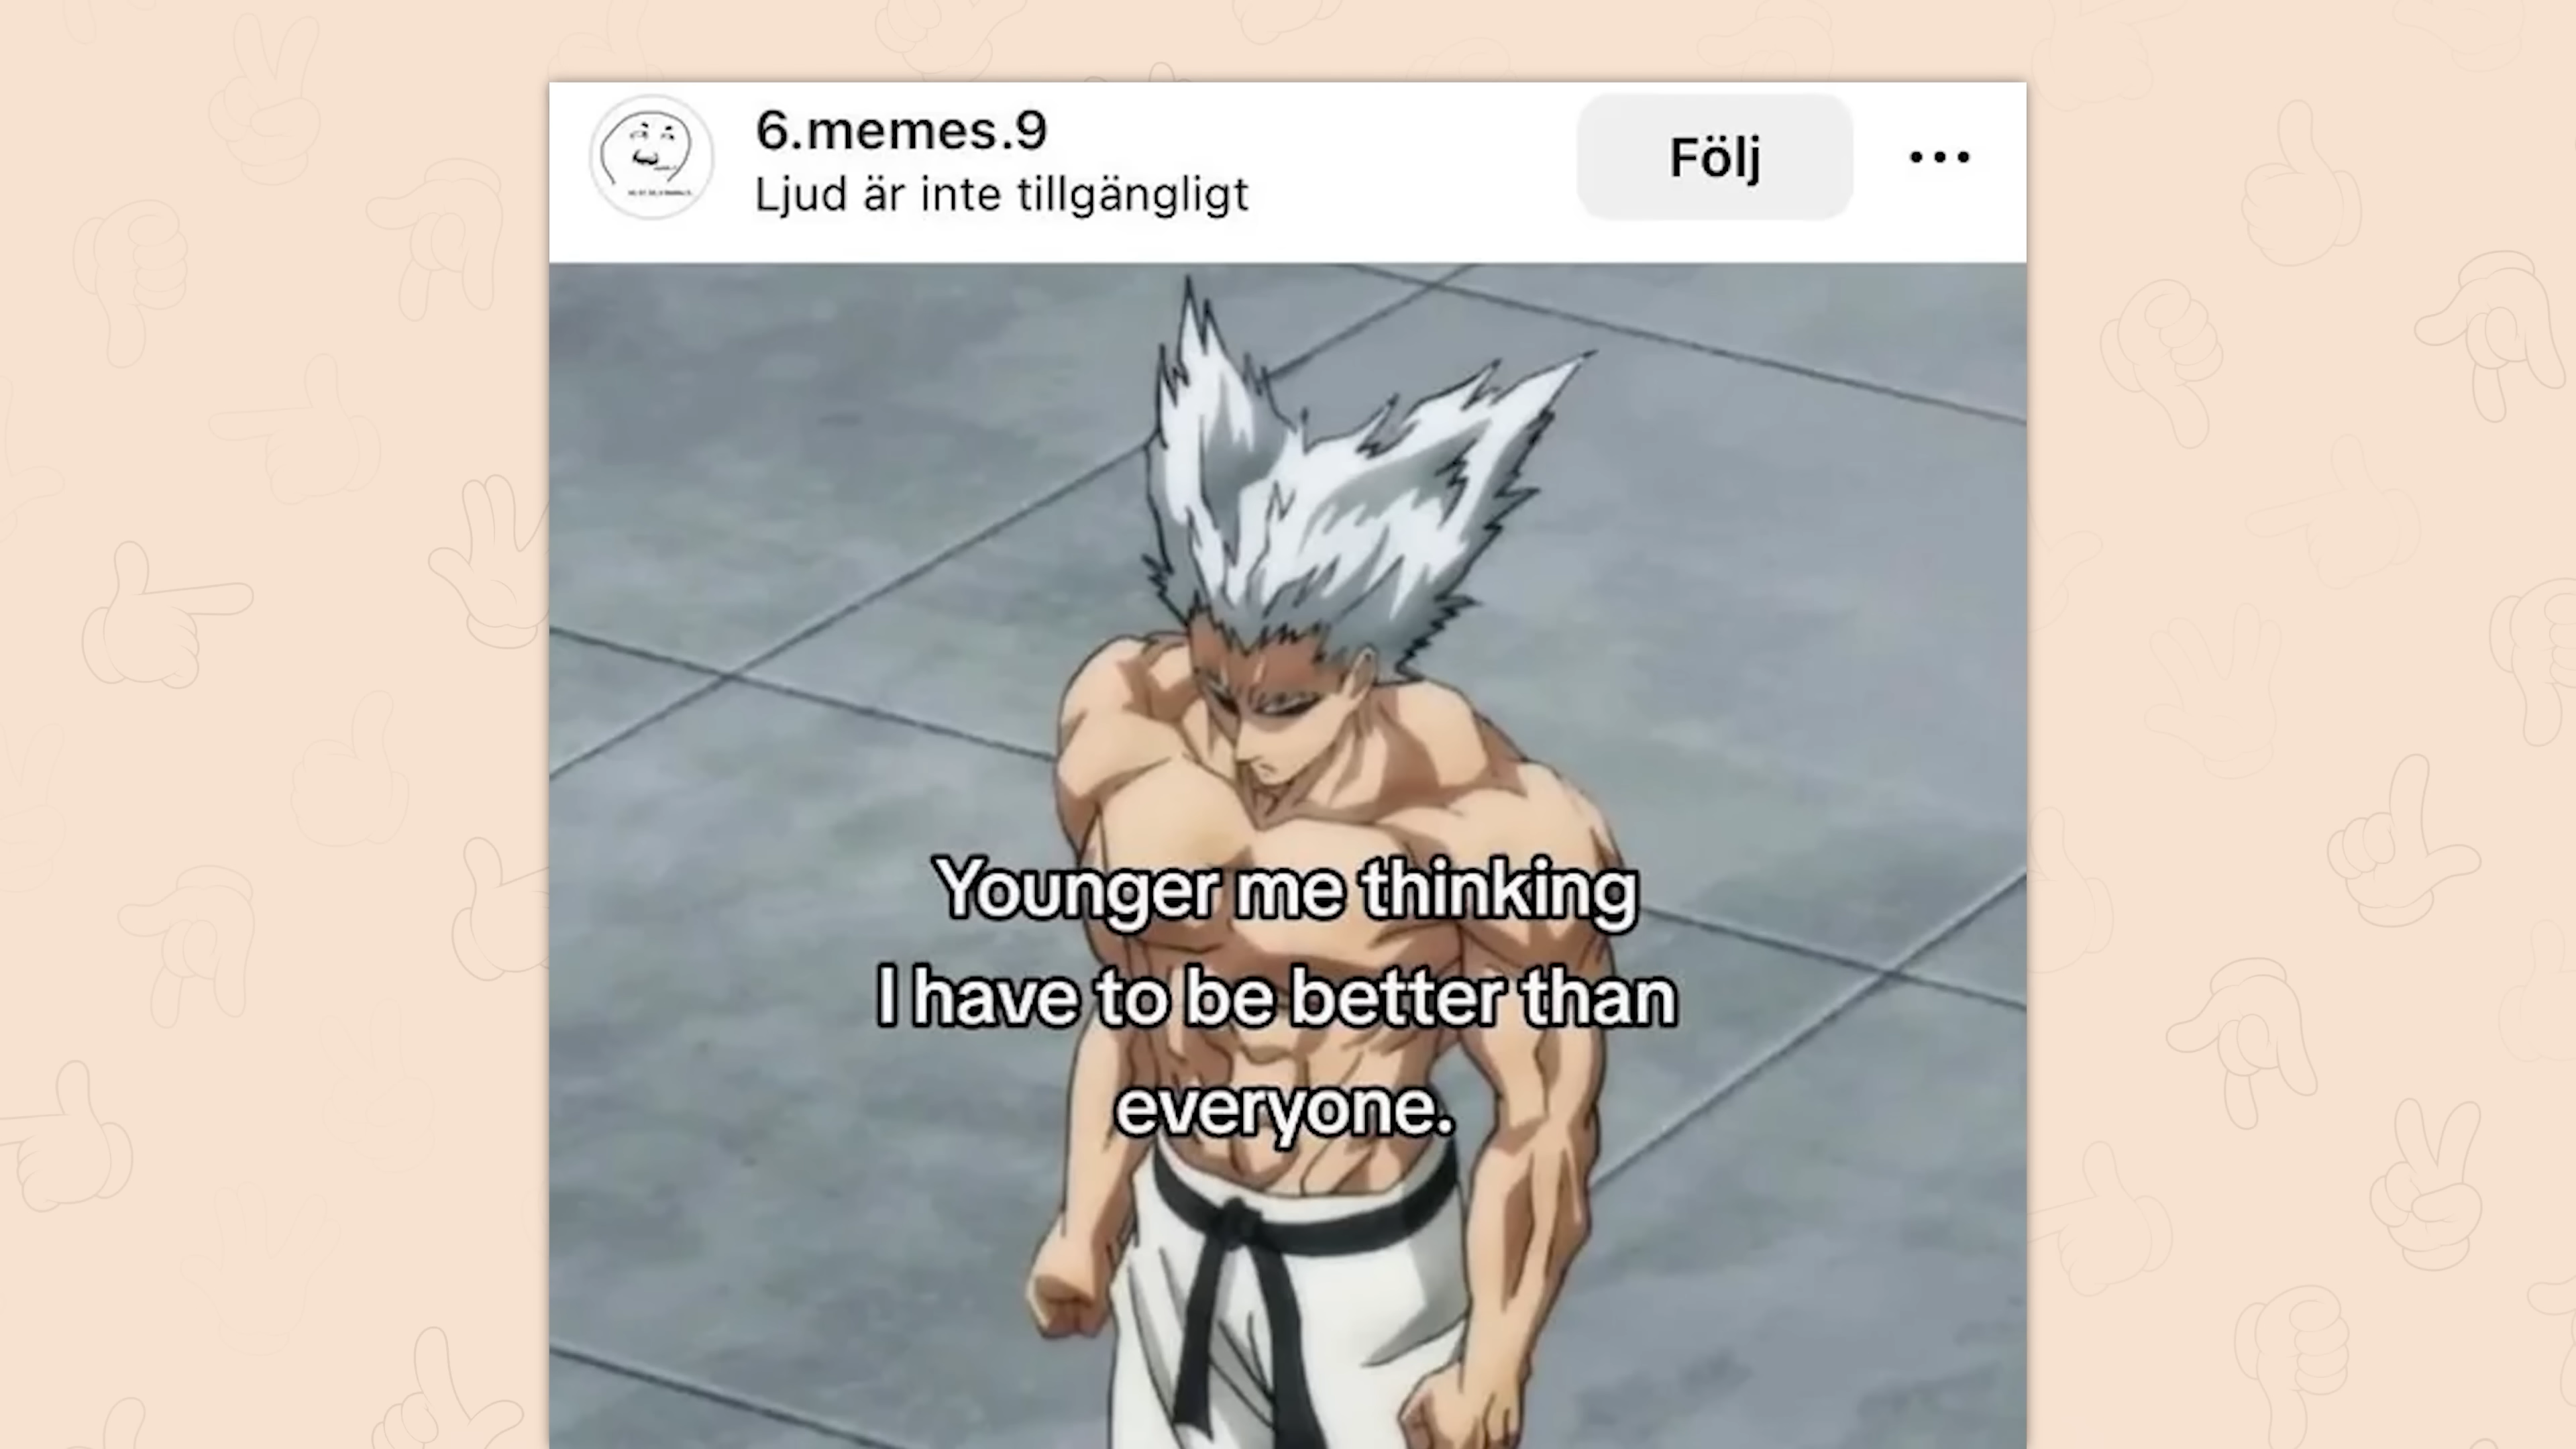 6.memes.9
Ljud är inte tillgängligt
Följ
Younger me thinking
I have to be better than
everyone.